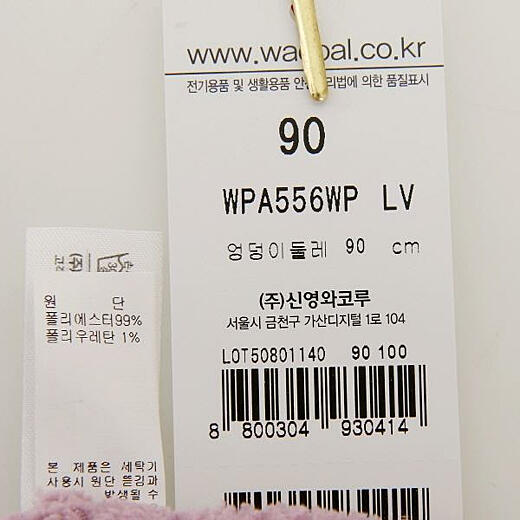 www.wacoal.co.kr
전기용품 및 생활용품 안전관리법에 의한 품질표시
90
WPA556WP LV
엉덩이둘레 90 cm
(주)신영와코루
서울시 금천구 가산디지털 1로 104
LOT50801140 90 100
8 800304 930414
원 단
폴리에스터99%
폴리우레탄 1%
본 제품은 세탁기
사용시 원단 뜯김과
발생될 수